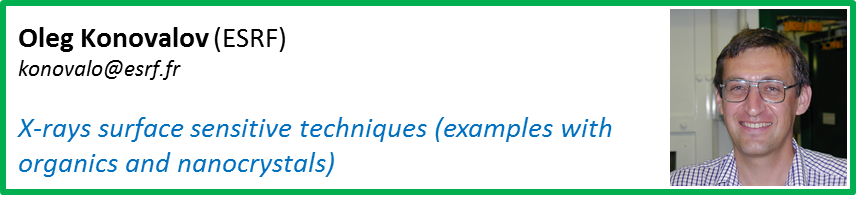 Oleg Konovalov (ESRF)
konovalo@esrf.fr
X-rays surface sensitive techniques (examples with
organics and nanocrystals)